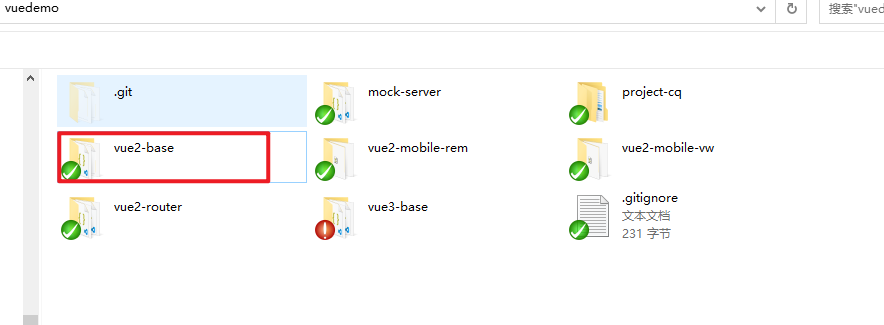 vuedemo
搜索"vued
.git
mock-server
project-cq
vue2-base
vue2-mobile-rem
vue2-mobile-vw
vue2-router
vue3-base
.gitignore
文本文档
231 字节